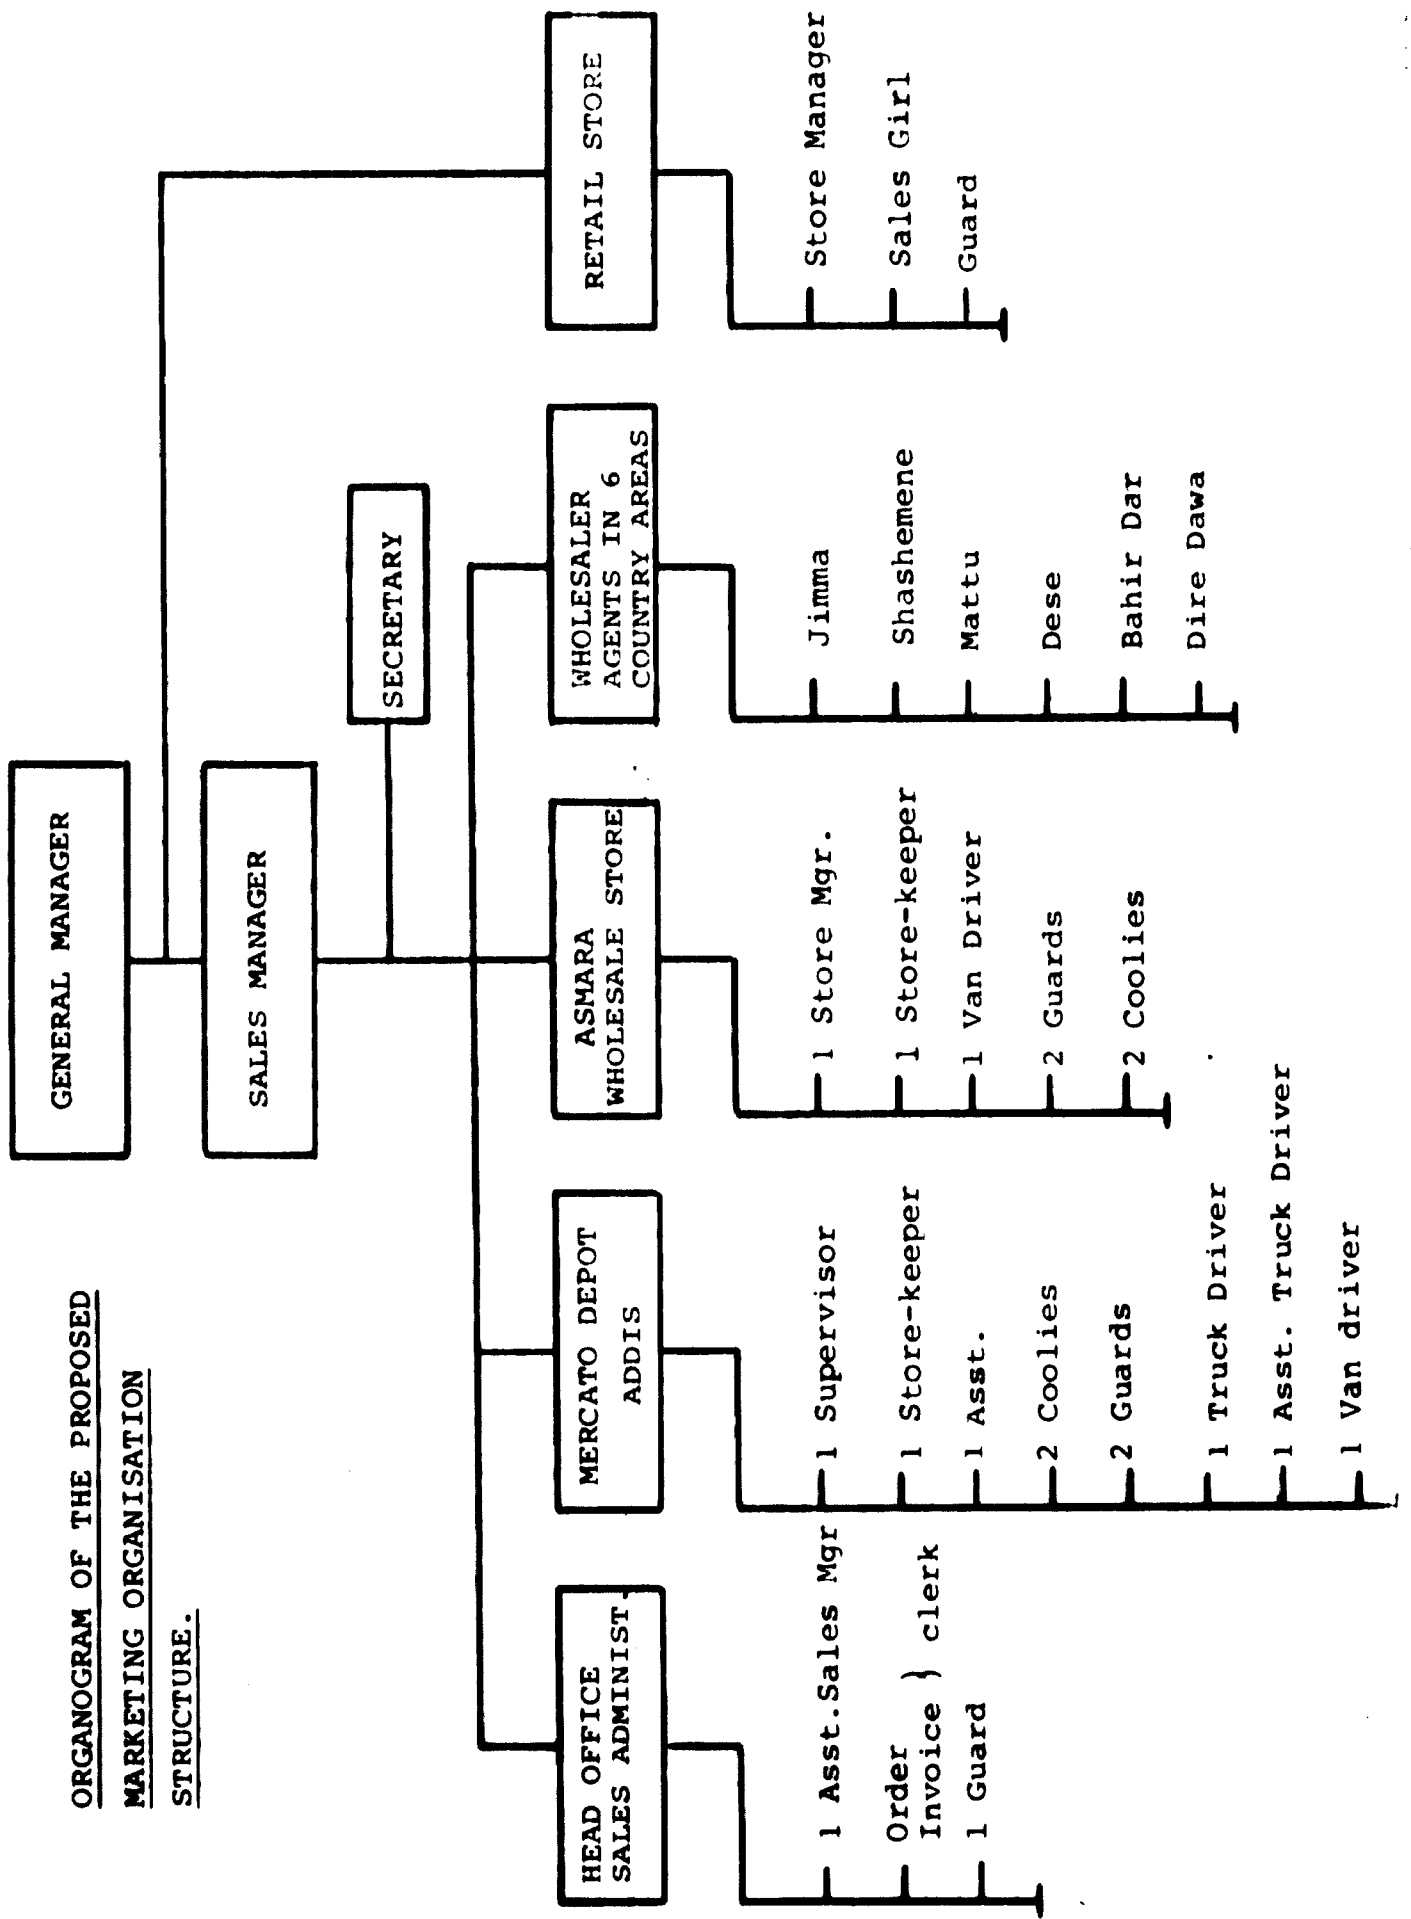 ORGANOGRAM OF THE PROPOSED
MARKETING ORGANISATION
STRUCTURE.
GENERAL MANAGER
SALES MANAGER
SECRETARY
HEAD OFFICE
SALES ADMINIST.
1 Asst.Sales Mgr
Order
Invoice } clerk
1 Guard
MERCATO DEPOT
ADDIS
1 Supervisor
1 Store-keeper
1 Asst.
2 Coolies
2 Guards
1 Truck Driver
1 Asst. Truck Driver
1 Van driver
ASMARA
WHOLESALE STORE
1 Store Mgr.
1 Store-keeper
1 Van Driver
2 Guards
2 Coolies
WHOLESALER
AGENTS IN 6
COUNTRY AREAS
Jimma
Shashemene
Mattu
Dese
Bahir Dar
Dire Dawa
RETAIL STORE
Store Manager
Sales Girl
Guard